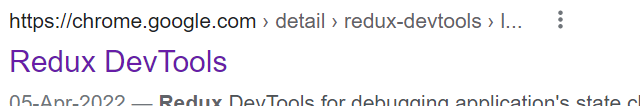 https://chrome.google.com › detail › redux-devtools › l...
Redux DevTools
05-Apr-2022 — Redux DevTools for debugging application's state